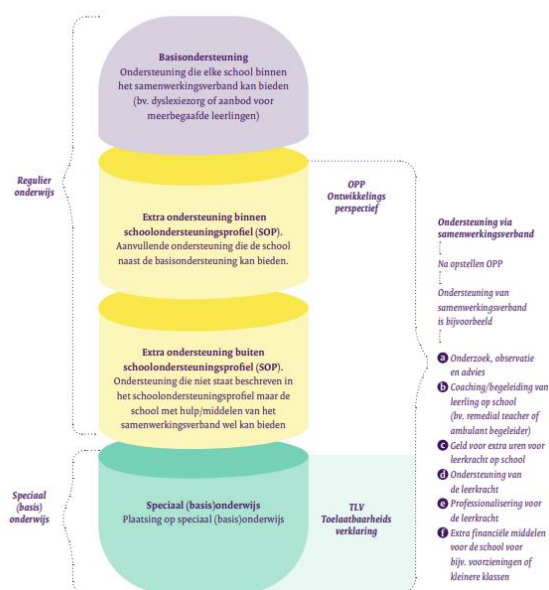 Basisondersteuning
Ondersteuning die elke school binnen
het samenwerkingsverband kan bieden
(bv. dyslexiezorg of aanbod voor
meerbegaafde leerlingen)
Regulier
onderwijs
Extra ondersteuning binnen
schoolondersteuningsprofiel (SOP).
Aanvullende ondersteuning die de school
naast de basisondersteuning kan bieden.
OPP
Ontwikkelings
perspectief
Extra ondersteuning buiten
schoolondersteuningsprofiel (SOP).
Ondersteuning die niet staat beschreven in
het schoolondersteuningsprofiel maar de
school met hulp/middelen van het
samenwerkingsverband wel kan bieden
Speciaal
(basis)
onderwijs
Speciaal (basis)onderwijs
Plaatsing op speciaal (basis)onderwijs
TLV
Toelaatbaarheids
verklaring
Ondersteuning via
samenwerkingsverband
Na opstellen OPP
Ondersteuning van
samenwerkingsverband
is bijvoorbeeld
a Onderzoek, observatie
en advies
b Coaching/begeleiding van
leerling op school
(bv. remedial teacher of
ambulant begeleider)
c Geld voor extra uren voor
leerkracht op school
d Ondersteuning van
de leerkracht
e Professionalisering voor
de leerkracht
f Extra financiële middelen
voor de school voor
bijv. voorzieningen of
kleinere klassen